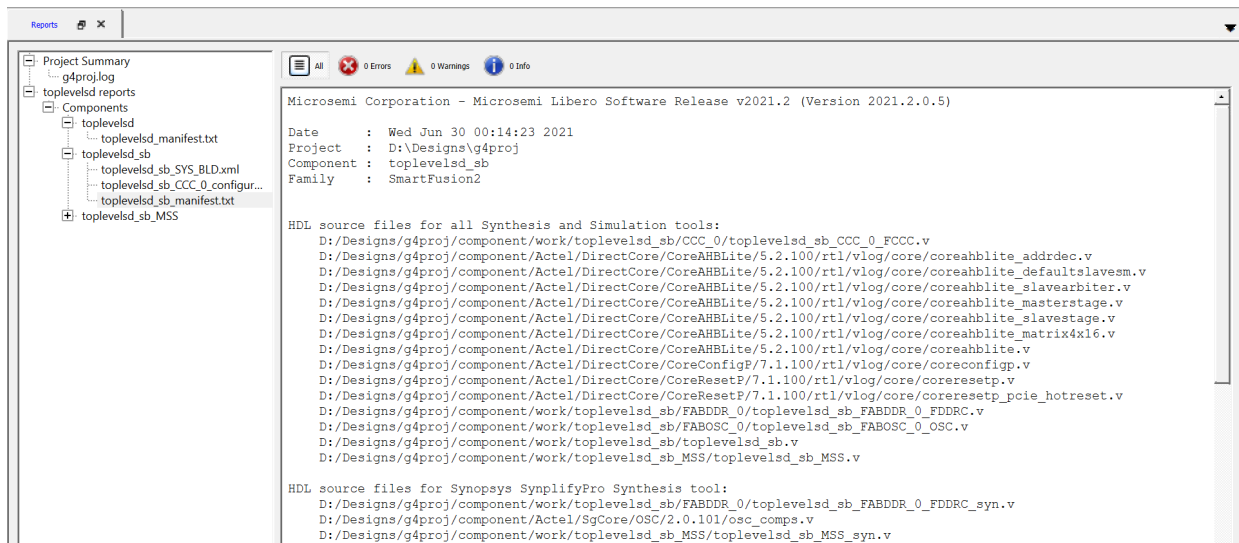 Reports
All
0 Errors
0 Warnings
0 Info
Project Summary
g4proj.log
toplevelsd reports
Components
toplevelsd
toplevelsd_manifest.txt
toplevelsd_sb
toplevelsd_sb_SYS_BLD.xml
toplevelsd_sb_CCC_0_configur...
toplevelsd_sb_manifest.txt
toplevelsd_sb_MSS
Microsemi Corporation - Microsemi Libero Software Release v2021.2 (Version 2021.2.0.5)
Date : Wed Jun 30 00:14:23 2021
Project : D:\Designs\g4proj
Component : toplevelsd_sb
Family : SmartFusion2
HDL source files for all Synthesis and Simulation tools:
D:/Designs/g4proj/component/work/toplevelsd_sb/CCC_0/toplevelsd_sb_CCC_0_FCCC.v
D:/Designs/g4proj/component/Actel/DirectCore/CoreAHBLite/5.2.100/rtl/vlog/core/coreahblite_addrdec.v
D:/Designs/g4proj/component/Actel/DirectCore/CoreAHBLite/5.2.100/rtl/vlog/core/coreahblite_defaultslavesm.v
D:/Designs/g4proj/component/Actel/DirectCore/CoreAHBLite/5.2.100/rtl/vlog/core/coreahblite_slavearbiter.v
D:/Designs/g4proj/component/Actel/DirectCore/CoreAHBLite/5.2.100/rtl/vlog/core/coreahblite_masterstage.v
D:/Designs/g4proj/component/Actel/DirectCore/CoreAHBLite/5.2.100/rtl/vlog/core/coreahblite_slavestage.v
D:/Designs/g4proj/component/Actel/DirectCore/CoreAHBLite/5.2.100/rtl/vlog/core/coreahblite_matrix4x16.v
D:/Designs/g4proj/component/Actel/DirectCore/CoreAHBLite/5.2.100/rtl/vlog/core/coreahblite.v
D:/Designs/g4proj/component/Actel/DirectCore/CoreConfigP/7.1.100/rtl/vlog/core/coreconfigp.v
D:/Designs/g4proj/component/Actel/DirectCore/CoreResetP/7.1.100/rtl/vlog/core/coreresetp.v
D:/Designs/g4proj/component/Actel/DirectCore/CoreResetP/7.1.100/rtl/vlog/core/coreresetp_pcie_hotreset.v
D:/Designs/g4proj/component/work/toplevelsd_sb/FABDDR_0/toplevelsd_sb_FABDDR_0_FDDRC.v
D:/Designs/g4proj/component/work/toplevelsd_sb/FABOSC_0/toplevelsd_sb_FABOSC_0_OSC.v
D:/Designs/g4proj/component/work/toplevelsd_sb/toplevelsd_sb.v
D:/Designs/g4proj/component/work/toplevelsd_sb_MSS/toplevelsd_sb_MSS.v
HDL source files for Synopsys SynplifyPro Synthesis tool:
D:/Designs/g4proj/component/work/toplevelsd_sb/FABDDR_0/toplevelsd_sb_FABDDR_0_FDDRC_syn.v
D:/Designs/g4proj/component/Actel/SgCore/OSC/2.0.101/osc_comps.v
D:/Designs/g4proj/component/work/toplevelsd_sb_MSS/toplevelsd_sb_MSS_syn.v